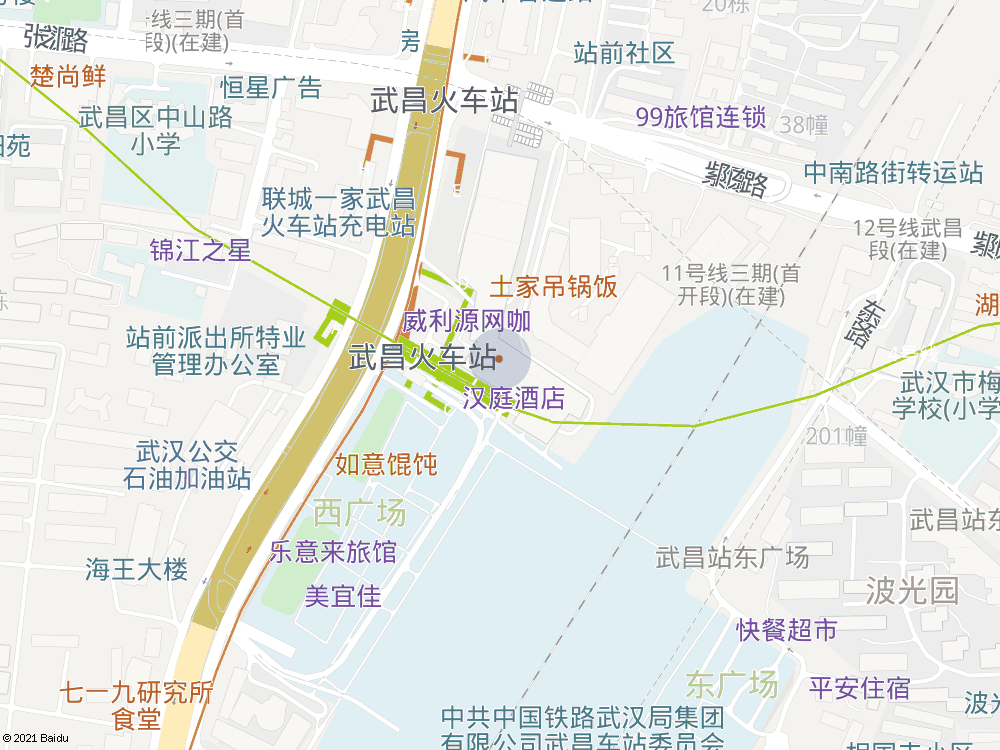 20栋
一线三期(首
段)(在建)
张浉路
房
站前社区
楚尚鲜
恒星广告
武昌火车站
99旅馆连锁
38幢
武昌区中山路
小学
阳苑
中南路街转运站
联城一家武昌
火车站充电站
12号线武昌
段(在建)
锦江之星
11号线三期(首
开段)(在建)
土家吊锅饭
湖
栋
威利源网咖
东路
站前派出所特业
管理办公室
武昌火车站
汉庭酒店
武汉市梅
学校(小学
201幢
武汉公交
石油加油站
如意馄饨
西广场
武昌站东
乐意来旅馆
武昌站东广场
海王大楼
美宜佳
波光园
快餐超市
七一九研究所
食堂
东广场
平安住宿
中共中国铁路武汉局集团
有限公司武昌车站委员会
© 2021 Baidu